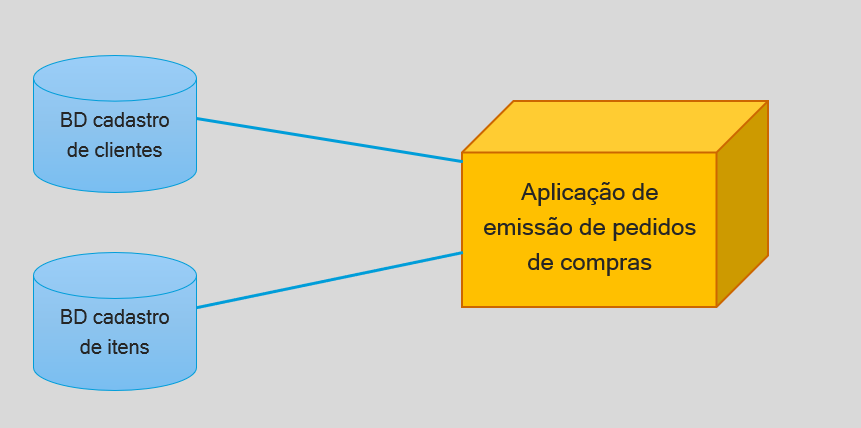 BD cadastro
de clientes
Aplicação de
emissão de pedidos
de compras
BD cadastro
de itens